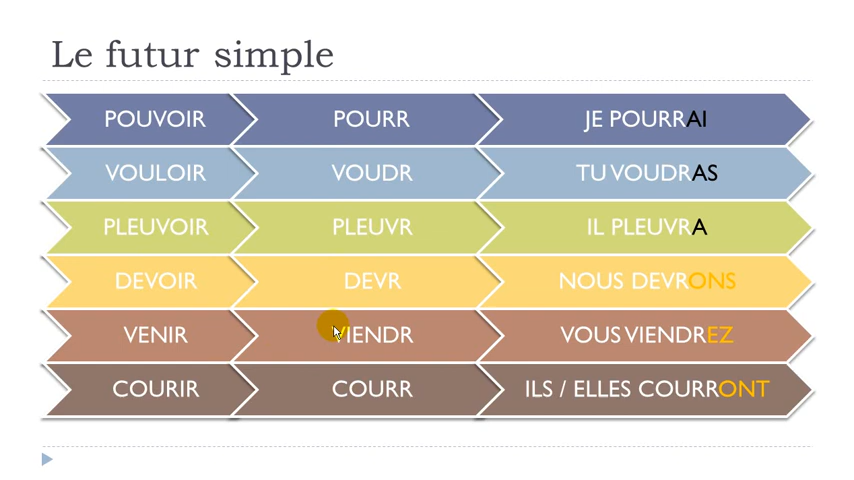 Le futur simple
POUVOIR POURR JE POURRAI
VOULOIR VOUDR TU VOUDRAS
PLEUVOIR PLEUVR IL PLEUVRA
DEVOIR DEVR NOUS DEVRONS
VENIR VIENDR VOUS VIENDREZ
COURIR COURR ILS / ELLES COURRONT